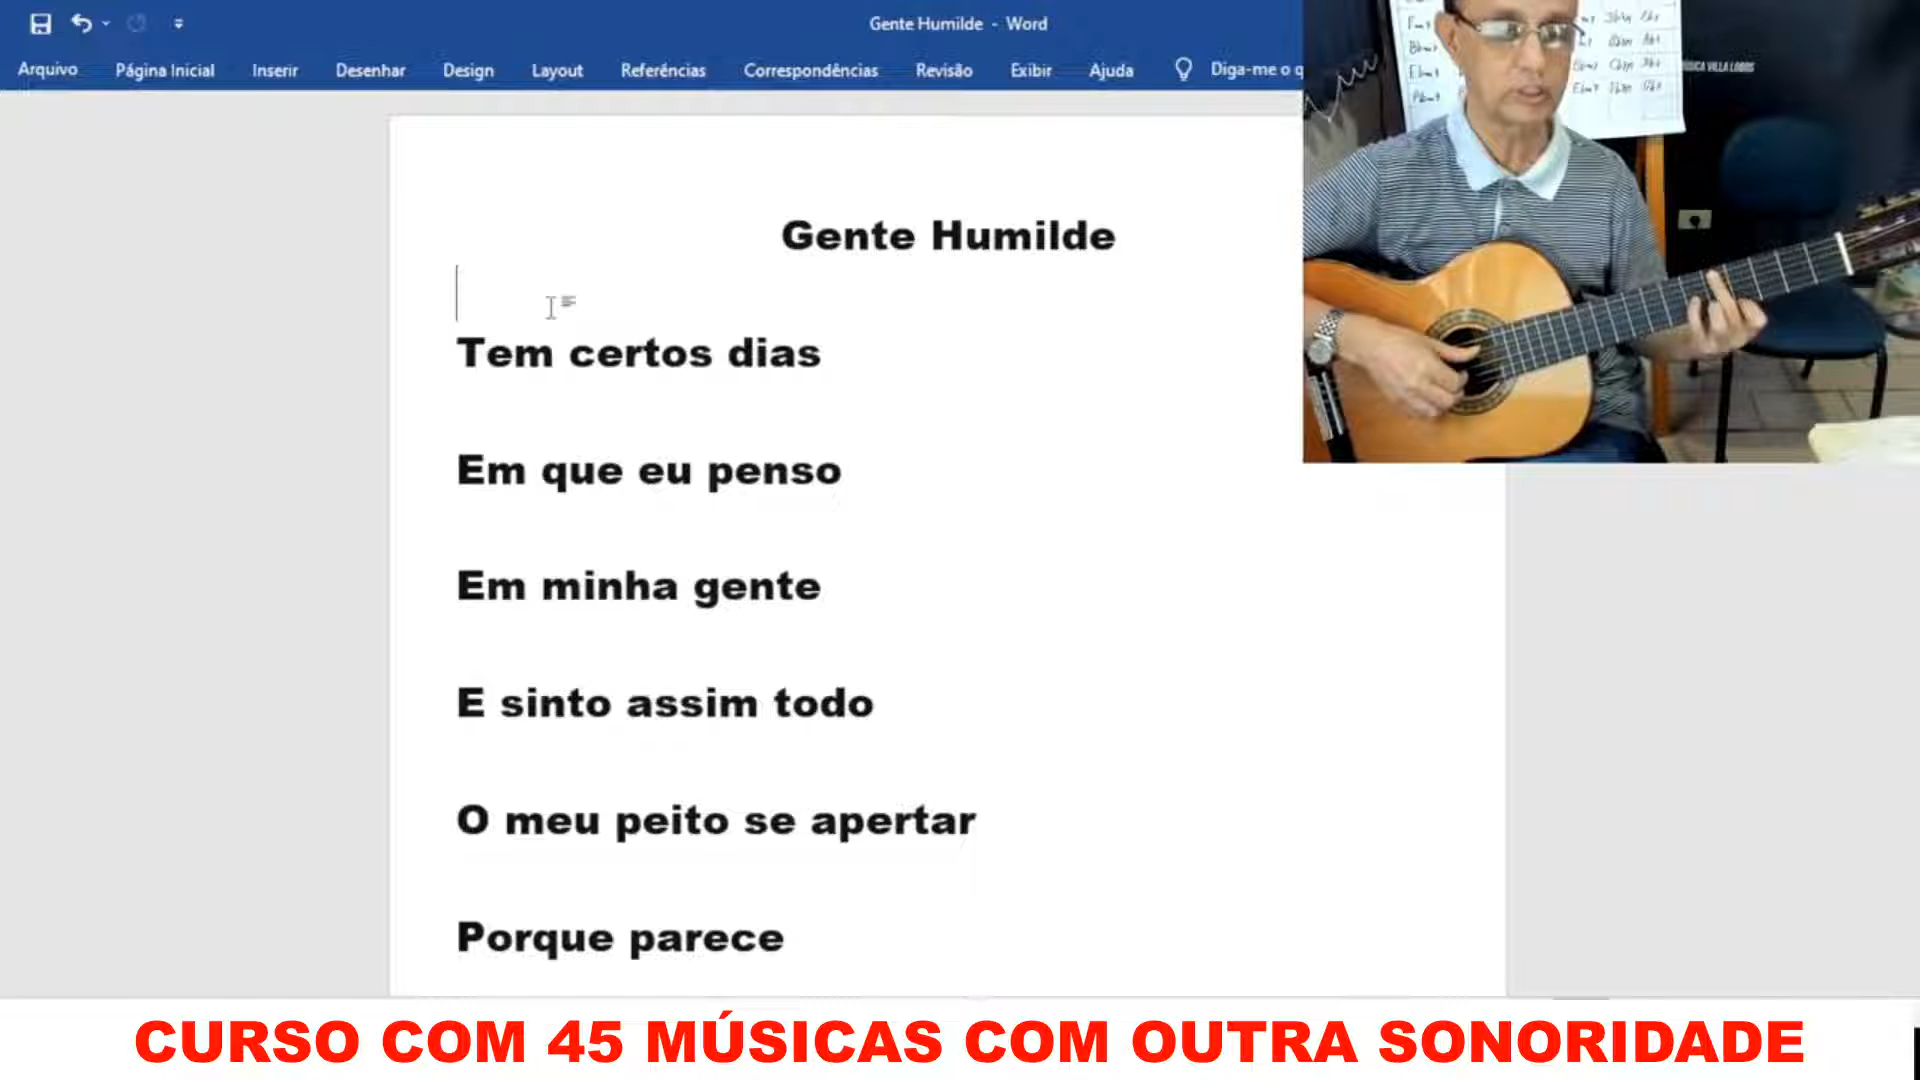 Gente Humilde - Word
Arquivo Página Inicial Inserir Desenhar Design Layout Referências Correspondências Revisão Exibir Ajuda Diga-me o q
Gente Humilde
Tem certos dias
Em que eu penso
Em minha gente
E sinto assim todo
O meu peito se apertar
Porque parece
CURSO COM 45 MÚSICAS COM OUTRA SONORIDADE